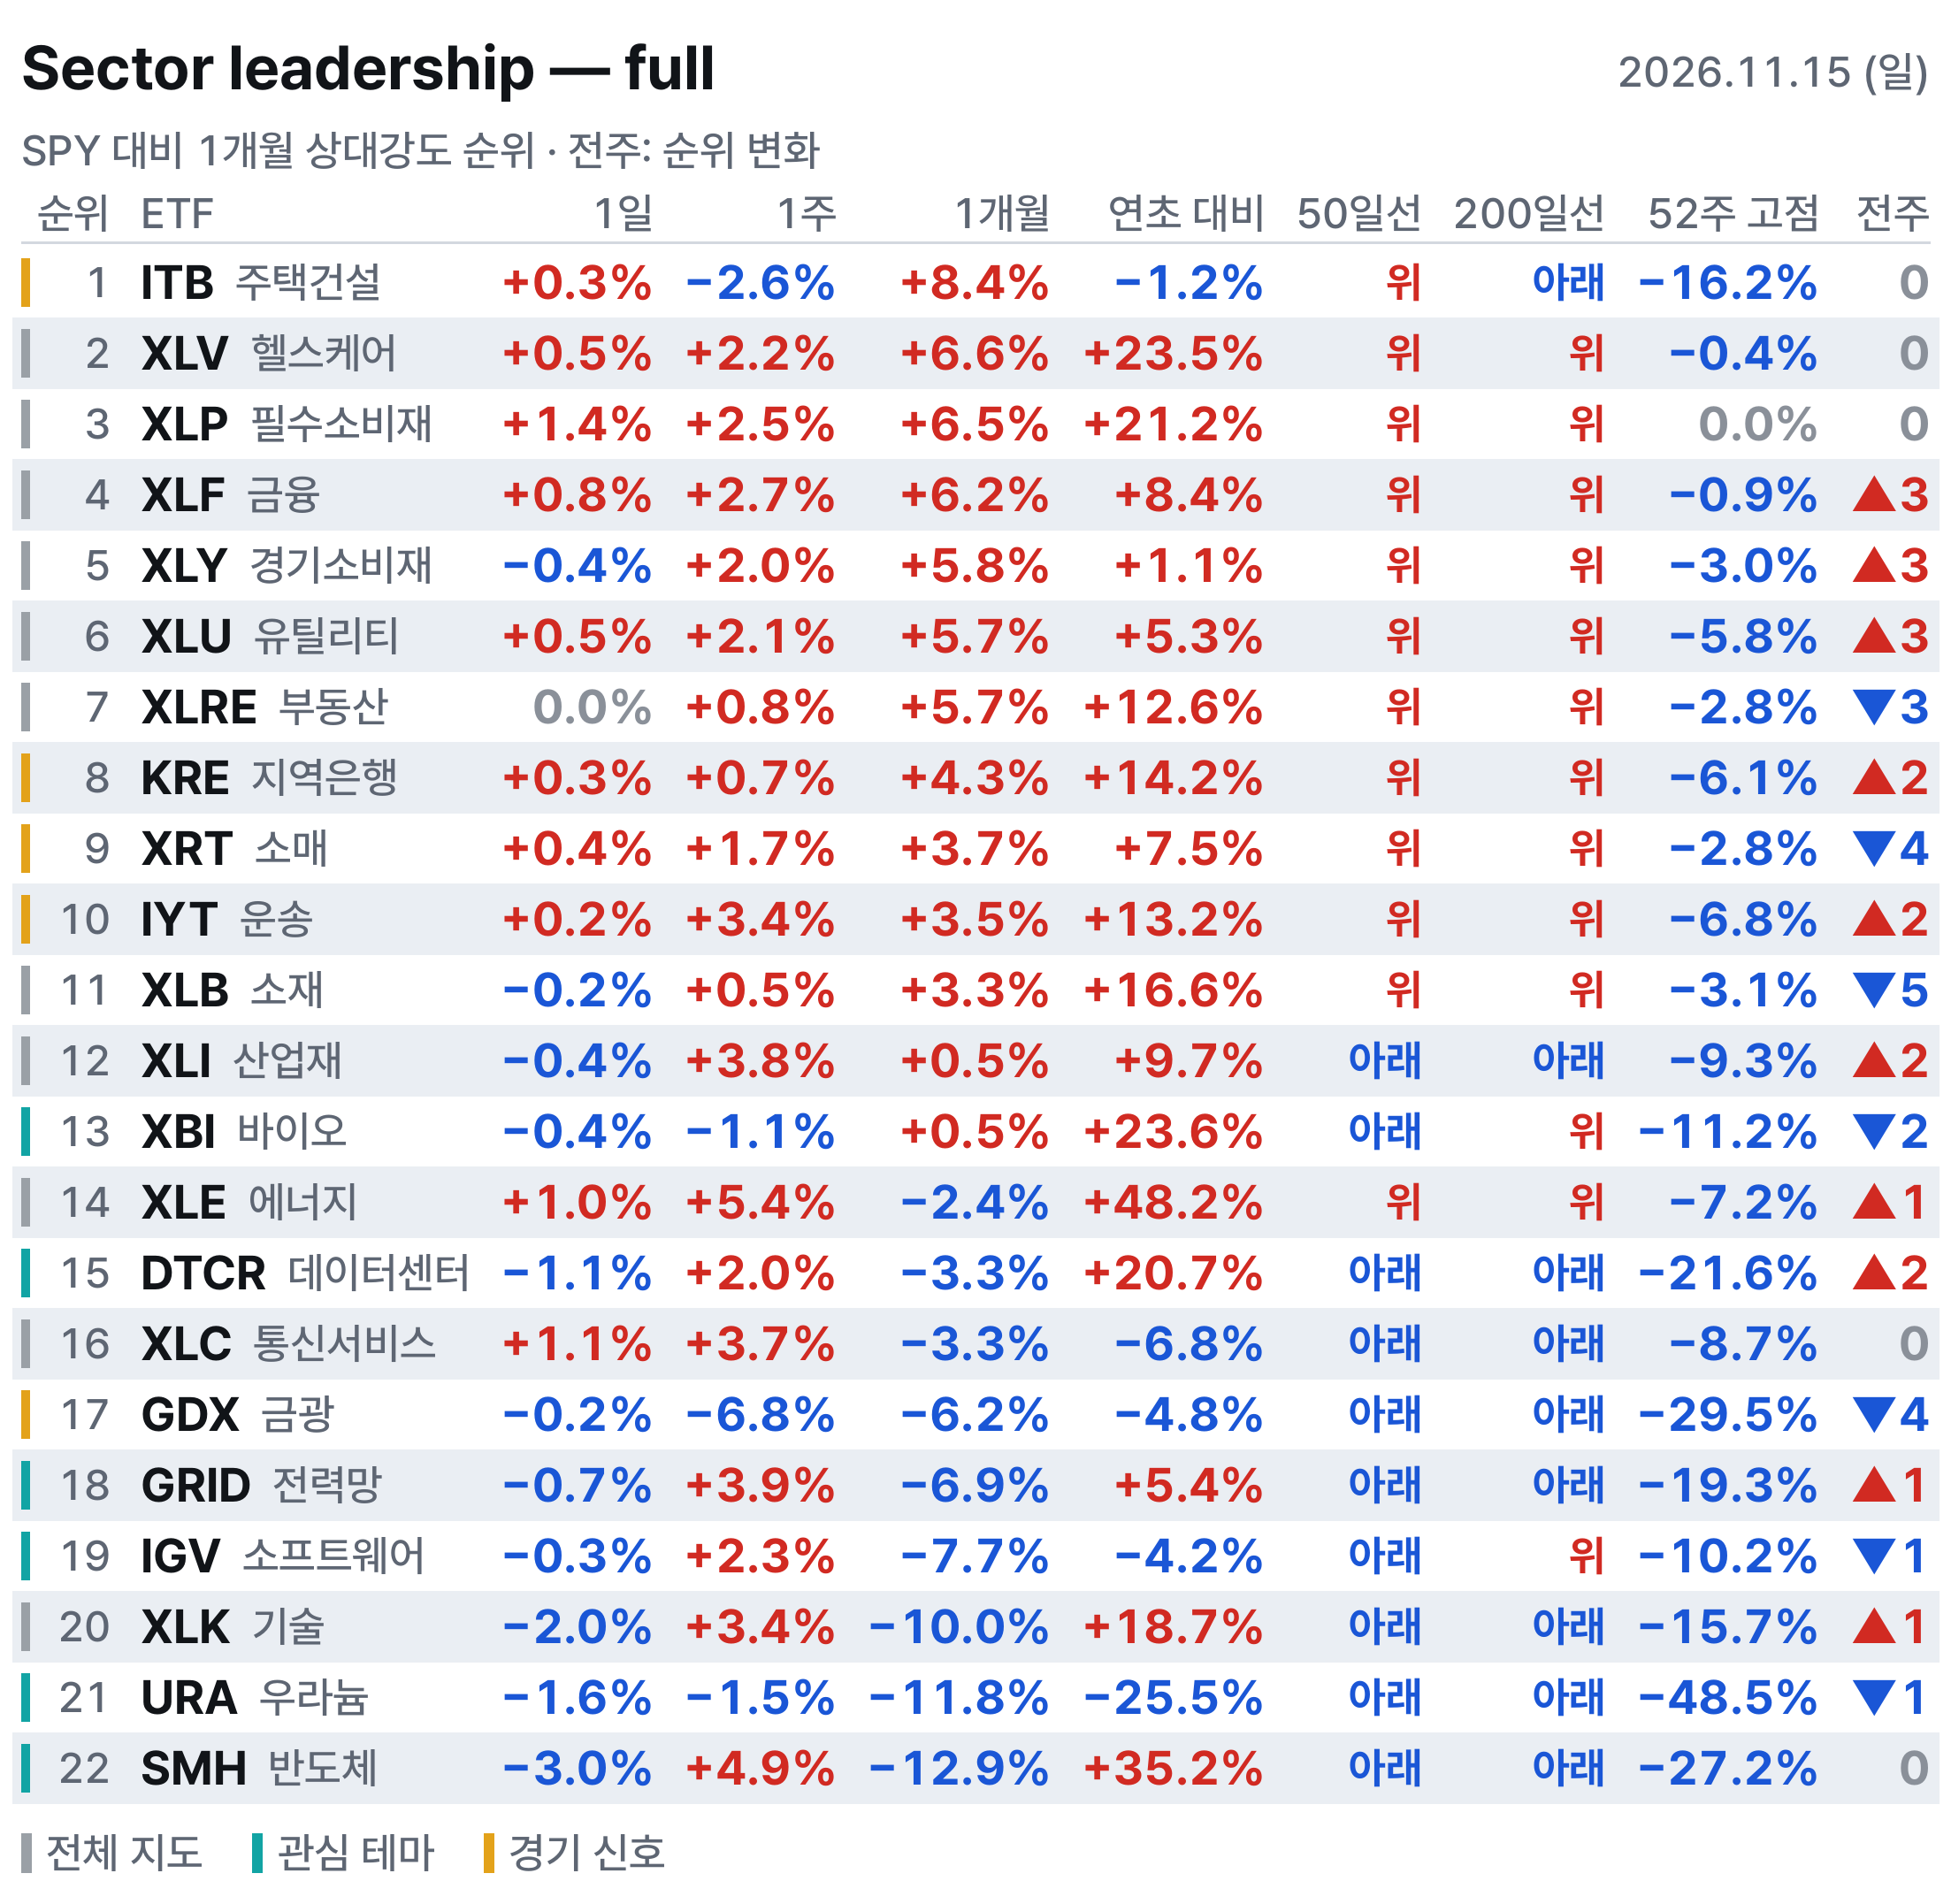 Sector leadership — full
2026.11.15 (일)
SPY 대비 1개월 상대강도 순위 · 전주: 순위 변화
순위 ETF 1일 1주 1개월 연초 대비 50일선 200일선 52주 고점 전주
1 ITB 주택건설 +0.3% −2.6% +8.4% −1.2% 위 아래 −16.2% 0
2 XLV 헬스케어 +0.5% +2.2% +6.6% +23.5% 위 위 −0.4% 0
3 XLP 필수소비재 +1.4% +2.5% +6.5% +21.2% 위 위 0.0% 0
4 XLF 금융 +0.8% +2.7% +6.2% +8.4% 위 위 −0.9% ▲3
5 XLY 경기소비재 −0.4% +2.0% +5.8% +1.1% 위 위 −3.0% ▲3
6 XLU 유틸리티 +0.5% +2.1% +5.7% +5.3% 위 위 −5.8% ▲3
7 XLRE 부동산 0.0% +0.8% +5.7% +12.6% 위 위 −2.8% ▼3
8 KRE 지역은행 +0.3% +0.7% +4.3% +14.2% 위 위 −6.1% ▲2
9 XRT 소매 +0.4% +1.7% +3.7% +7.5% 위 위 −2.8% ▼4
10 IYT 운송 +0.2% +3.4% +3.5% +13.2% 위 위 −6.8% ▲2
11 XLB 소재 −0.2% +0.5% +3.3% +16.6% 위 위 −3.1% ▼5
12 XLI 산업재 −0.4% +3.8% +0.5% +9.7% 아래 아래 −9.3% ▲2
13 XBI 바이오 −0.4% −1.1% +0.5% +23.6% 아래 위 −11.2% ▼2
14 XLE 에너지 +1.0% +5.4% −2.4% +48.2% 위 위 −7.2% ▲1
15 DTCR 데이터센터 −1.1% +2.0% −3.3% +20.7% 아래 아래 −21.6% ▲2
16 XLC 통신서비스 +1.1% +3.7% −3.3% −6.8% 아래 아래 −8.7% 0
17 GDX 금광 −0.2% −6.8% −6.2% −4.8% 아래 아래 −29.5% ▼4
18 GRID 전력망 −0.7% +3.9% −6.9% +5.4% 아래 아래 −19.3% ▲1
19 IGV 소프트웨어 −0.3% +2.3% −7.7% −4.2% 아래 위 −10.2% ▼1
20 XLK 기술 −2.0% +3.4% −10.0% +18.7% 아래 아래 −15.7% ▲1
21 URA 우라늄 −1.6% −1.5% −11.8% −25.5% 아래 아래 −48.5% ▼1
22 SMH 반도체 −3.0% +4.9% −12.9% +35.2% 아래 아래 −27.2% 0
전체 지도 관심 테마 경기 신호